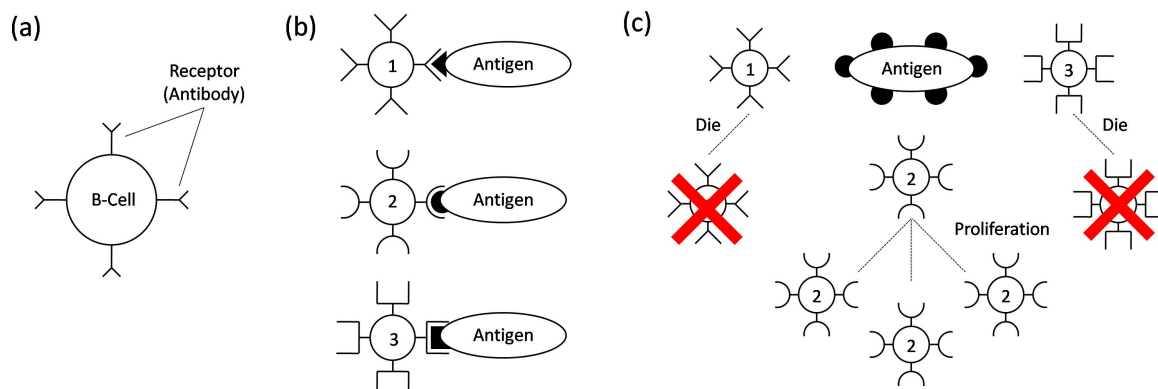 (a)
Receptor
(Antibody)
B-Cell
(b)
1
Antigen
2
Antigen
3
Antigen
(c)
1
Antigen
3
Die
Die
2
Proliferation
2
2
2